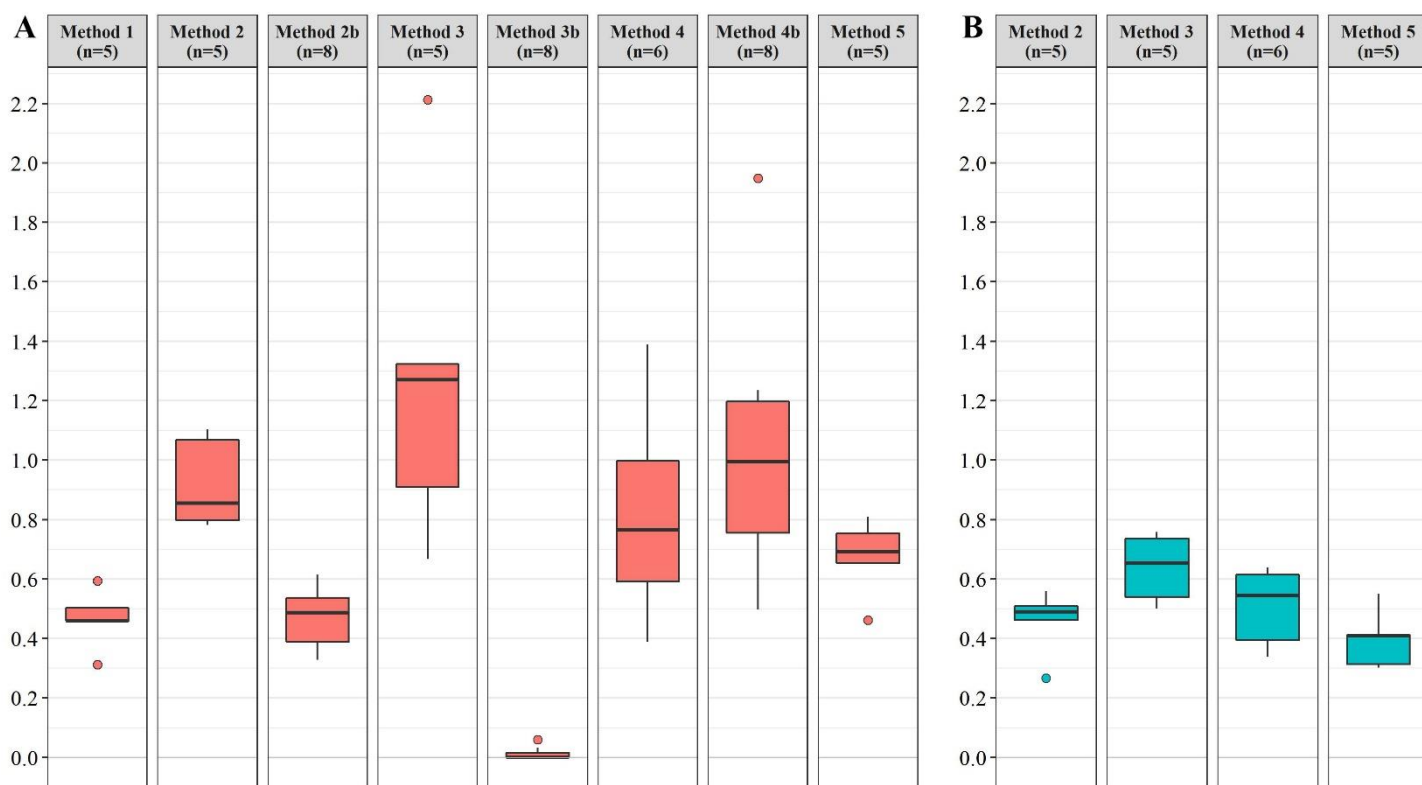 A
Method 1
(n=5)
Method 2
(n=5)
Method 2b
(n=8)
Method 3
(n=5)
Method 3b
(n=8)
Method 4
(n=6)
Method 4b
(n=8)
Method 5
(n=5)
2.2
2.0
1.8
1.6
1.4
1.2
1.0
0.8
0.6
0.4
0.2
0.0
B
Method 2
(n=5)
Method 3
(n=5)
Method 4
(n=6)
Method 5
(n=5)
2.2
2.0
1.8
1.6
1.4
1.2
1.0
0.8
0.6
0.4
0.2
0.0